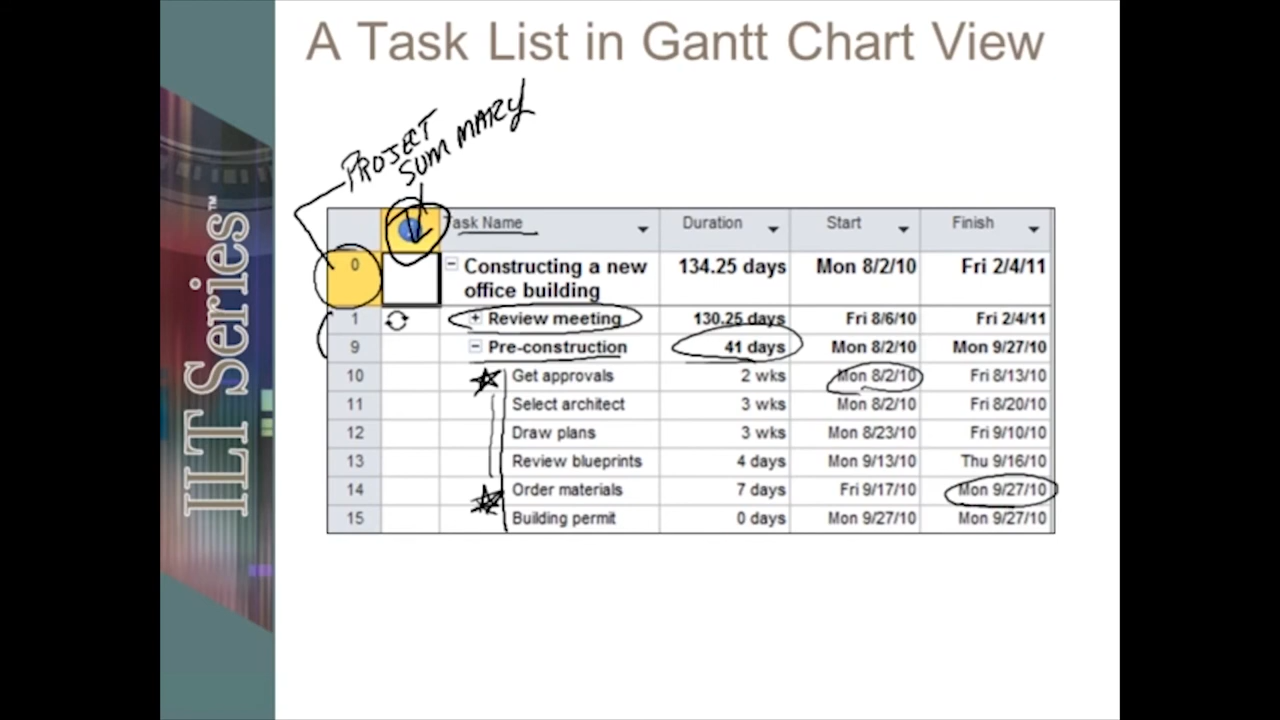 A Task List in Gantt Chart View
PROJECT
SUMMARY
ILT Series™
Task Name Duration Start Finish
0 Constructing a new office building 134.25 days Mon 8/2/10 Fri 2/4/11
1 Review meeting 130.25 days Fri 8/6/10 Fri 2/4/11
9 Pre-construction 41 days Mon 8/2/10 Mon 9/27/10
10 Get approvals 2 wks Mon 8/2/10 Fri 8/13/10
11 Select architect 3 wks Mon 8/2/10 Fri 8/20/10
12 Draw plans 3 wks Mon 8/23/10 Fri 9/10/10
13 Review blueprints 4 days Mon 9/13/10 Thu 9/16/10
14 Order materials 7 days Fri 9/17/10 Mon 9/27/10
15 Building permit 0 days Mon 9/27/10 Mon 9/27/10